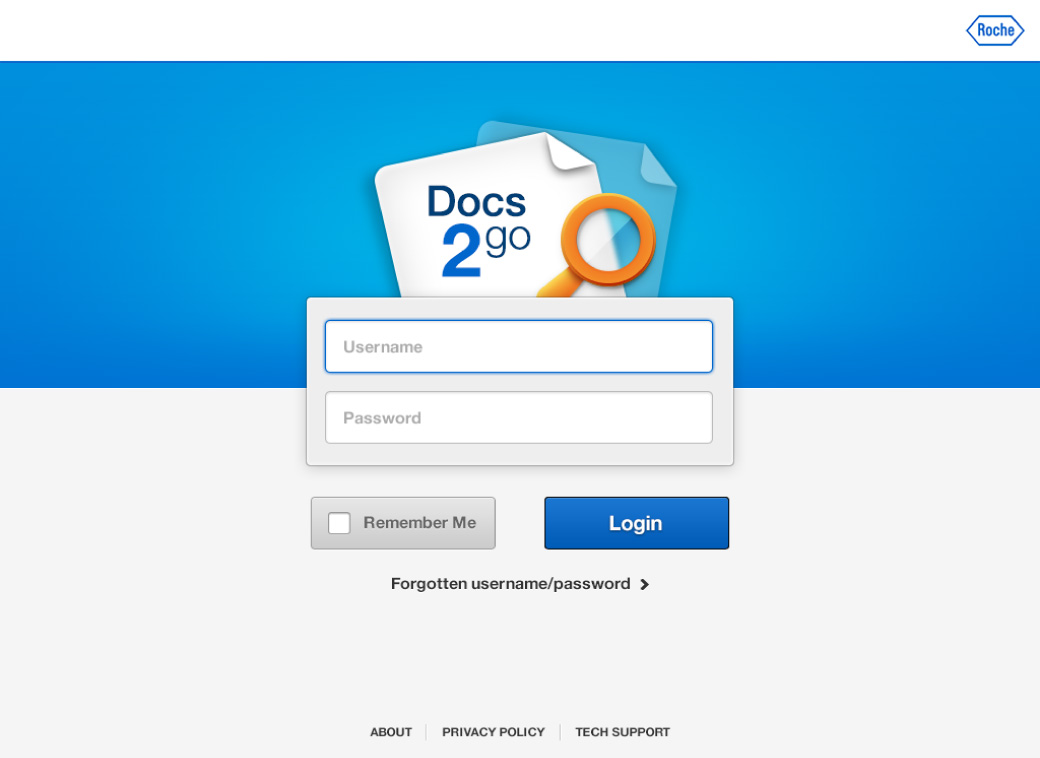 Roche
Docs
2go
Username
Password
Remember Me
Login
Forgotten username/password
ABOUT
PRIVACY POLICY
TECH SUPPORT